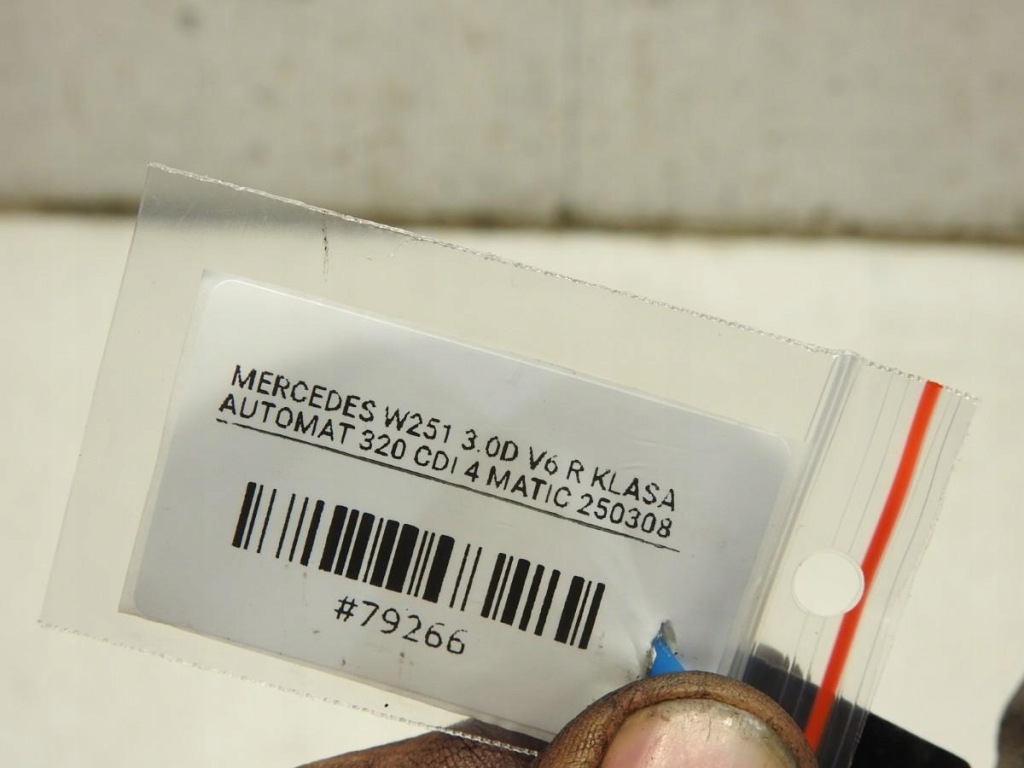 MERCEDES W251 3.0D V6 R KLASA
AUTOMAT 320 CDI 4 MATIC 250308
#79266